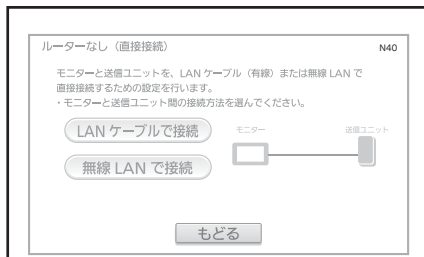 ルーターなし（直接接続）
N40
モニターと送信ユニットを、LAN ケーブル（有線）または無線 LAN で
直接接続するための設定を行います。
・モニターと送信ユニット間の接続方法を選んでください。
LAN ケーブルで接続
モニター
送信ユニット
無線 LAN で接続
もどる